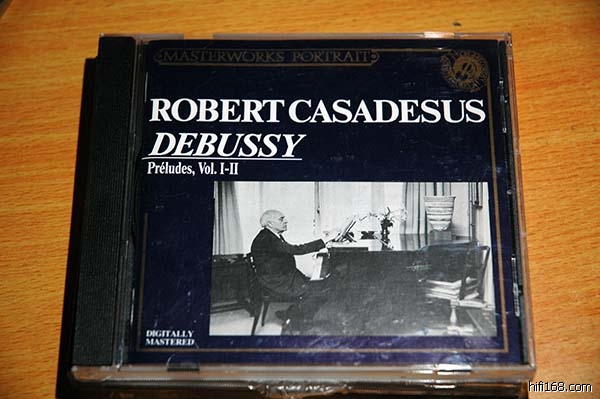 MASTERWORKS PORTRAIT
ROBERT CASADESUS
DEBUSSY
Préludes, Vol. I-II
DIGITALLY
MASTERED
hifi168.com